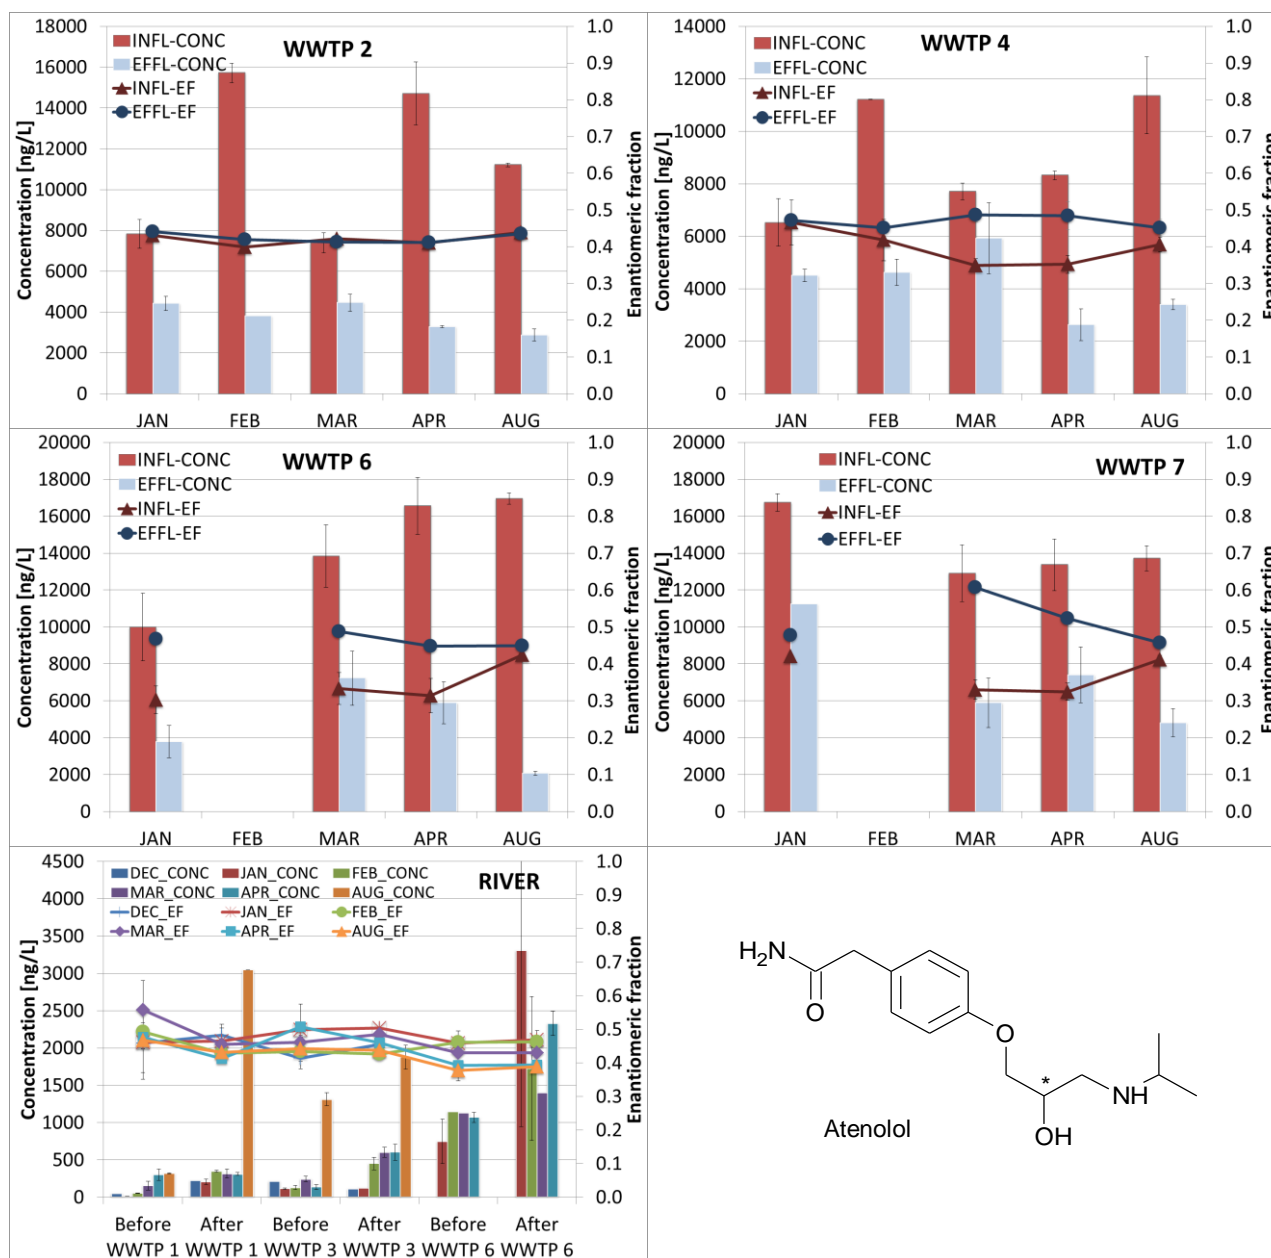 WWTP 2
INFL-CONC
EFFL-CONC
INFL-EF
EFFL-EF
Concentration [ng/L]
Enantiomeric fraction
18000 1.0
16000 0.9
14000 0.8
12000 0.7
10000 0.6
8000 0.5
6000 0.4
4000 0.3
2000 0.2
0 0.1
0.0
JAN FEB MAR APR AUG
WWTP 4
INFL-CONC
EFFL-CONC
INFL-EF
EFFL-EF
Concentration [ng/L]
Enantiomeric fraction
14000 1.0
12000 0.9
10000 0.8
8000 0.7
6000 0.6
4000 0.5
2000 0.4
0 0.3
0.2
0.1
0.0
JAN FEB MAR APR AUG
WWTP 6
INFL-CONC
EFFL-CONC
INFL-EF
EFFL-EF
Concentration [ng/L]
Enantiomeric fraction
20000 1.0
18000 0.9
16000 0.8
14000 0.7
12000 0.6
10000 0.5
8000 0.4
6000 0.3
4000 0.2
2000 0.1
0 0.0
JAN FEB MAR APR AUG
WWTP 7
INFL-CONC
EFFL-CONC
INFL-EF
EFFL-EF
Concentration [ng/L]
Enantiomeric fraction
20000 1.0
18000 0.9
16000 0.8
14000 0.7
12000 0.6
10000 0.5
8000 0.4
6000 0.3
4000 0.2
2000 0.1
0 0.0
JAN FEB MAR APR AUG
RIVER
DEC_CONC JAN_CONC FEB_CONC
MAR_CONC APR_CONC AUG_CONC
DEC_EF JAN_EF FEB_EF
MAR_EF APR_EF AUG_EF
Concentration [ng/L]
Enantiomeric fraction
4500 1.0
4000 0.9
3500 0.8
3000 0.7
2500 0.6
2000 0.5
1500 0.4
1000 0.3
500 0.2
0 0.1
0.0
Before After Before After Before After
WWTP 1 WWTP 1 WWTP 3 WWTP 3 WWTP 6 WWTP 6
H₂N
O
O
*
NH
OH
Atenolol